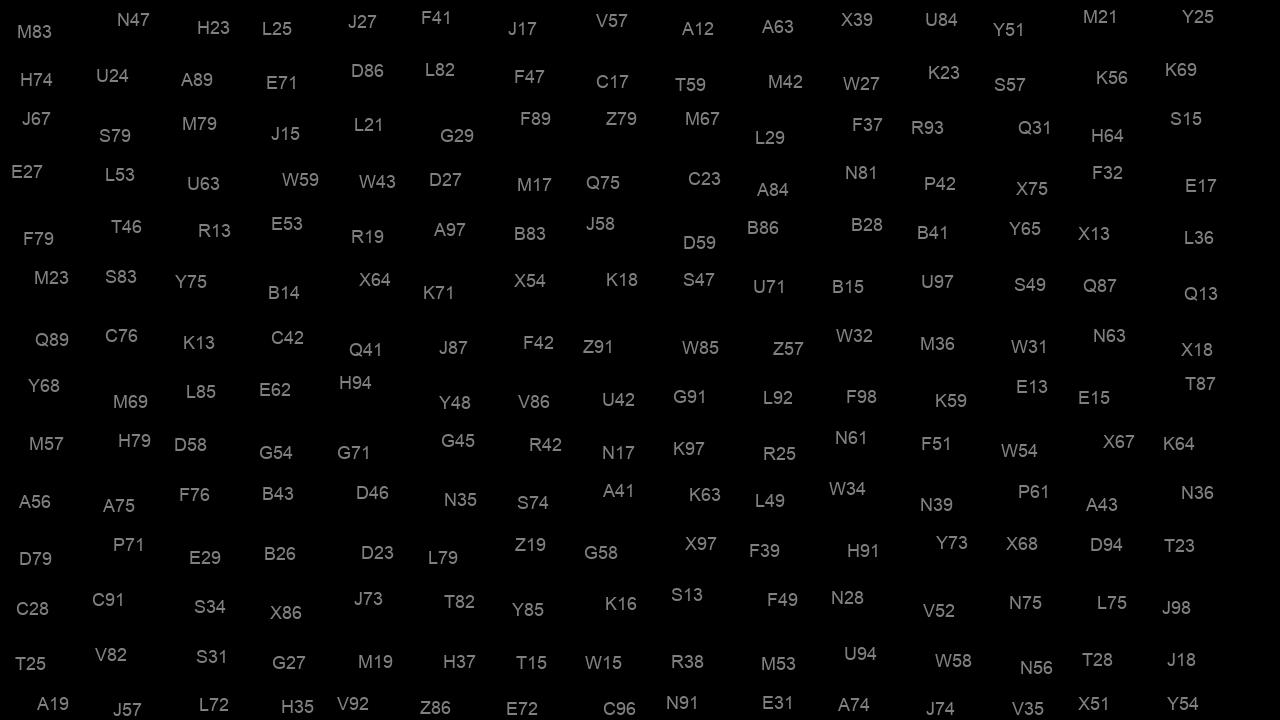 M83 N47 H23 L25 J27 F41 J17 V57 A12 A63 X39 U84 Y51 M21 Y25
H74 U24 A89 E71 D86 L82 F47 C17 T59 M42 W27 K23 S57 K56 K69
J67 S79 M79 J15 L21 G29 F89 Z79 M67 L29 F37 R93 Q31 H64 S15
E27 L53 U63 W59 W43 D27 M17 Q75 C23 A84 N81 P42 X75 F32 E17
F79 T46 R13 E53 R19 A97 B83 J58 D59 B86 B28 B41 Y65 X13 L36
M23 S83 Y75 B14 X64 K71 X54 K18 S47 U71 B15 U97 S49 Q87 Q13
Q89 C76 K13 C42 Q41 J87 F42 Z91 W85 Z57 W32 M36 W31 N63 X18
Y68 M69 L85 E62 H94 Y48 V86 U42 G91 L92 F98 K59 E13 E15 T87
M57 H79 D58 G54 G71 G45 R42 N17 K97 R25 N61 F51 W54 X67 K64
A56 A75 F76 B43 D46 N35 S74 A41 K63 L49 W34 N39 P61 A43 N36
D79 P71 E29 B26 D23 L79 Z19 G58 X97 F39 H91 Y73 X68 D94 T23
C28 C91 S34 X86 J73 T82 Y85 K16 S13 F49 N28 V52 N75 L75 J98
T25 V82 S31 G27 M19 H37 T15 W15 R38 M53 U94 W58 N56 T28 J18
A19 J57 L72 H35 V92 Z86 E72 C96 N91 E31 A74 J74 V35 X51 Y54